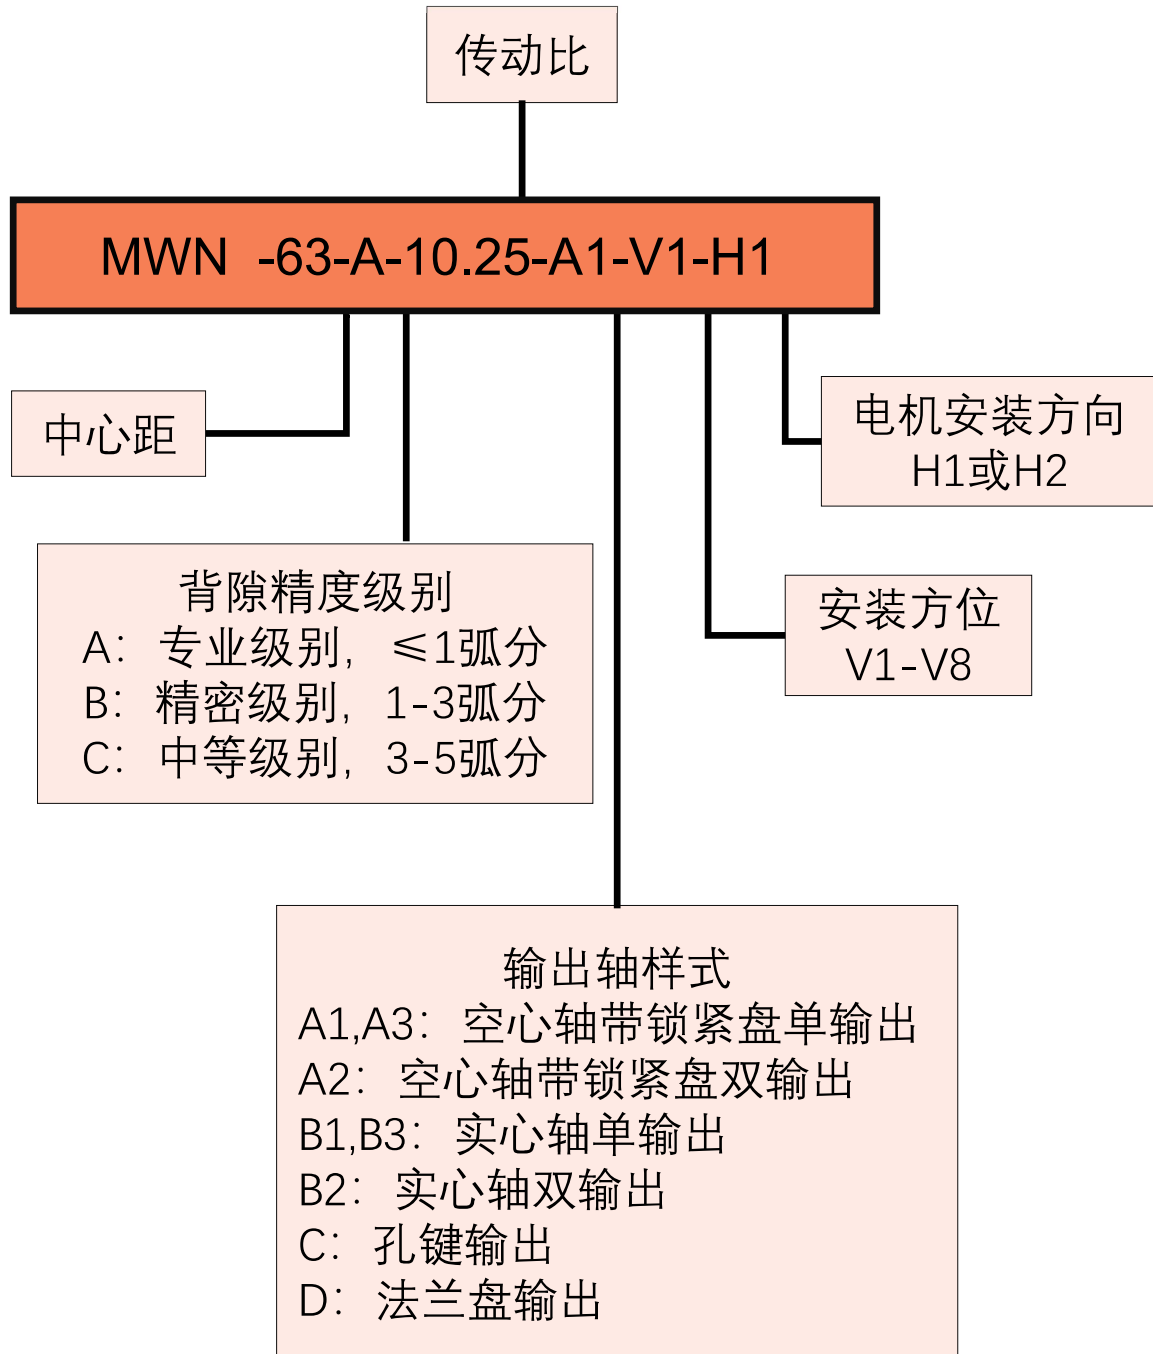 传动比
MWN -63-A-10.25-A1-V1-H1
中心距
电机安装方向
H1或H2
背隙精度级别
A：专业级别，≤1弧分
B：精密级别，1-3弧分
C：中等级别，3-5弧分
安装方位
V1-V8
输出轴样式
A1,A3：空心轴带锁紧盘单输出
A2：空心轴带锁紧盘双输出
B1,B3：实心轴单输出
B2：实心轴双输出
C：孔键输出
D：法兰盘输出